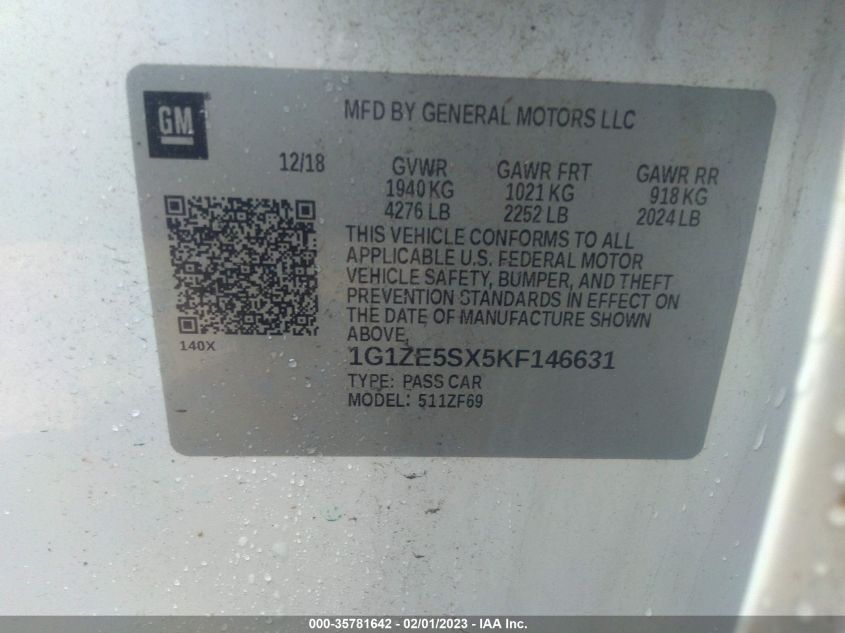 GM
MFD BY GENERAL MOTORS LLC
12/18
GVWR GAWR FRT GAWR RR
1940 KG 1021 KG 918 KG
4276 LB 2252 LB 2024 LB
THIS VEHICLE CONFORMS TO ALL
APPLICABLE U.S. FEDERAL MOTOR
VEHICLE SAFETY, BUMPER, AND THEFT
PREVENTION STANDARDS IN EFFECT ON
THE DATE OF MANUFACTURE SHOWN
ABOVE.
140X
1G1ZE5SX5KF146631
TYPE: PASS CAR
MODEL: 511ZF69
000-35781642 - 02/01/2023 - IAA Inc.